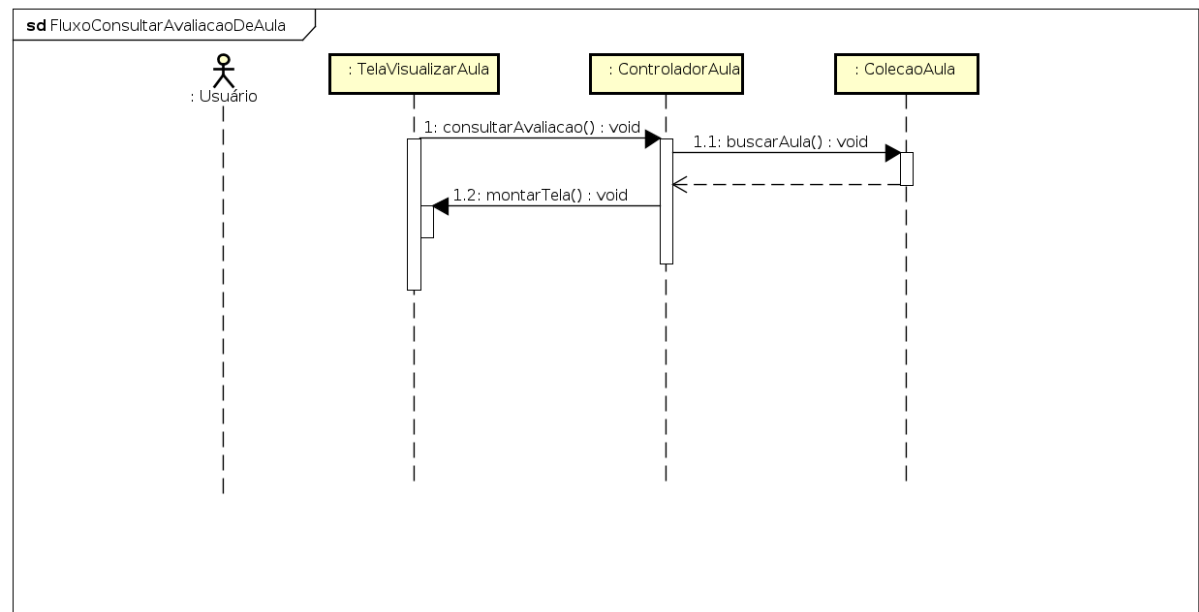 sd FluxoConsultarAvaliacaoDeAula
: Usuário
: TelaVisualizarAula
: ControladorAula
: ColecaoAula
1: consultarAvaliacao() : void
1.1: buscarAula() : void
1.2: montarTela() : void